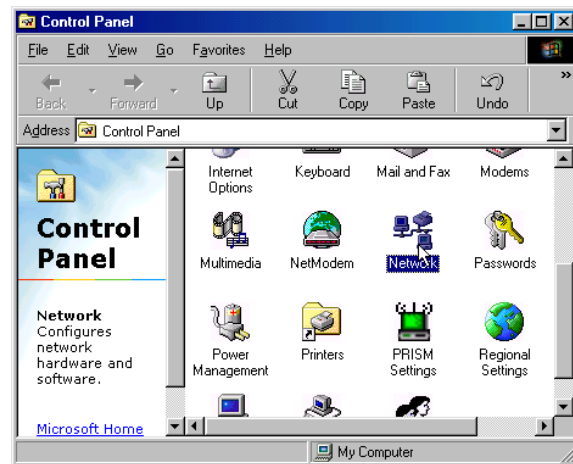 Control Panel
File Edit View Go Favorites Help
Back Forward Up Cut Copy Paste Undo »
Address Control Panel
Internet Options Keyboard Mail and Fax Modems
Control
Panel
Multimedia NetModem Network Passwords
Network
Configures
network
hardware and
software.
Power Management Printers PRISM Settings Regional Settings
Microsoft Home
My Computer